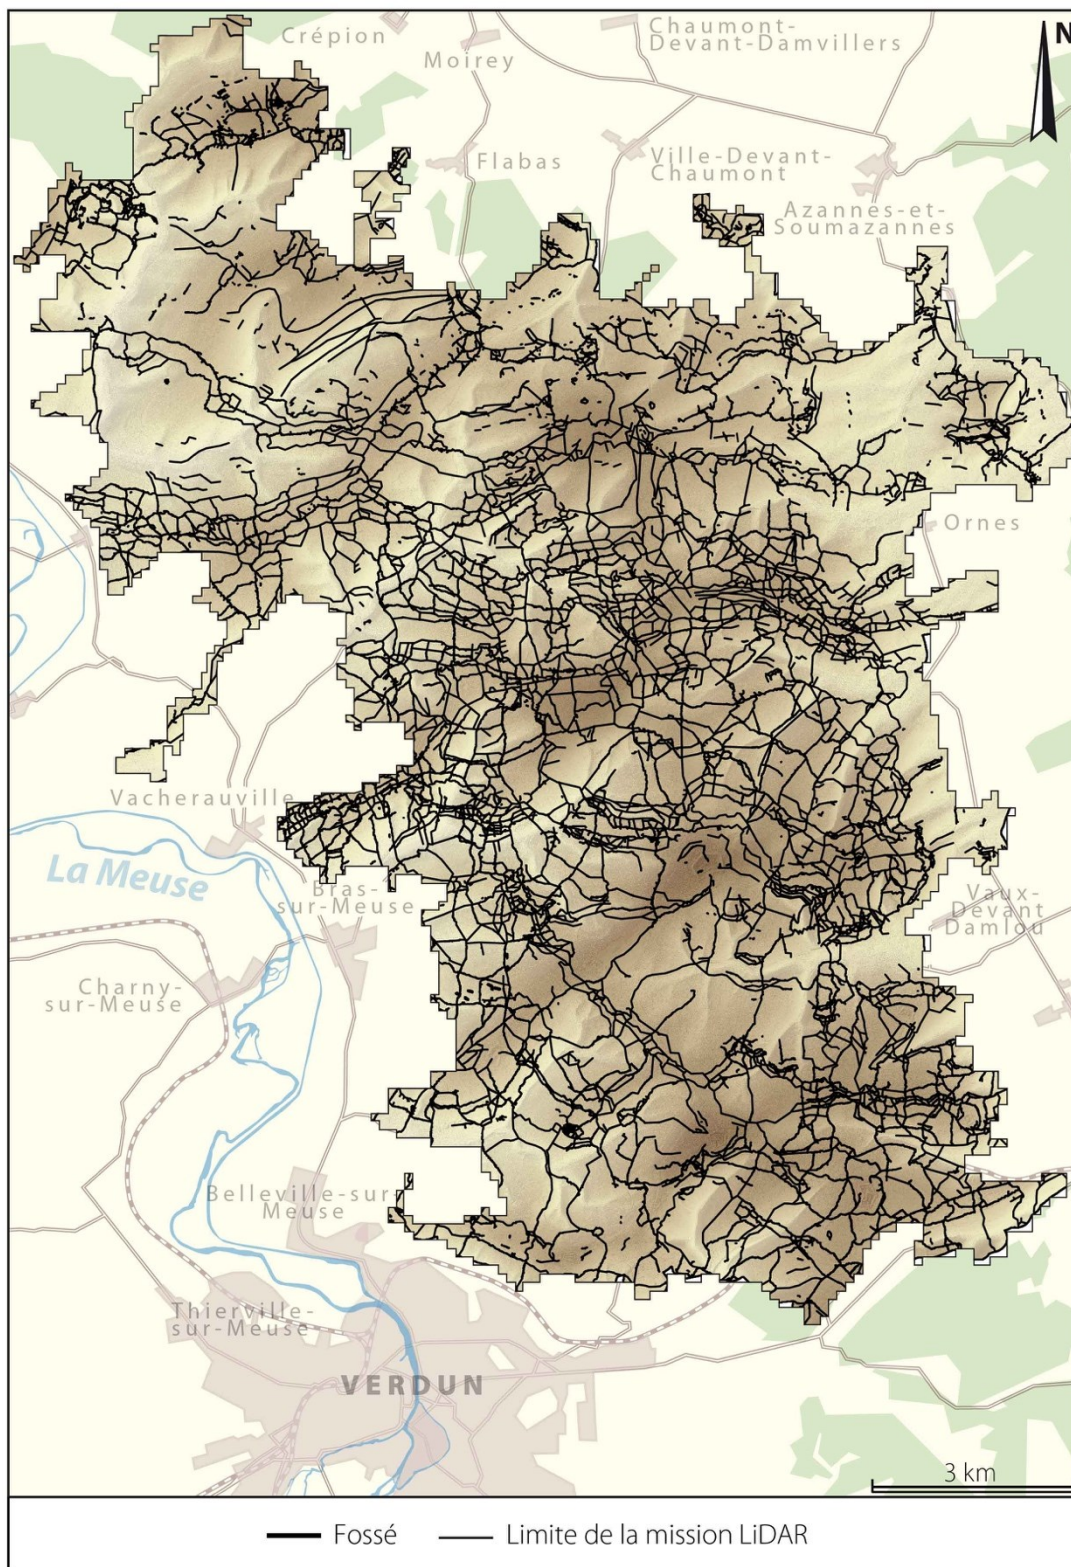 Crépion
Moirey
Chaumont-
Devant-Damvillers
N
Flabas
Ville-Devant-
Chaumont
Azannes-et-
Soumazannes
Ornes
Vacherauville
La Meuse
Bras-
sur-Meuse
Vaux-
Devant
Damlou
Charny-
sur-Meuse
Belleville-sur-
Meuse
Thierville-
sur-Meuse
VERDUN
3 km
Fossé
Limite de la mission LiDAR